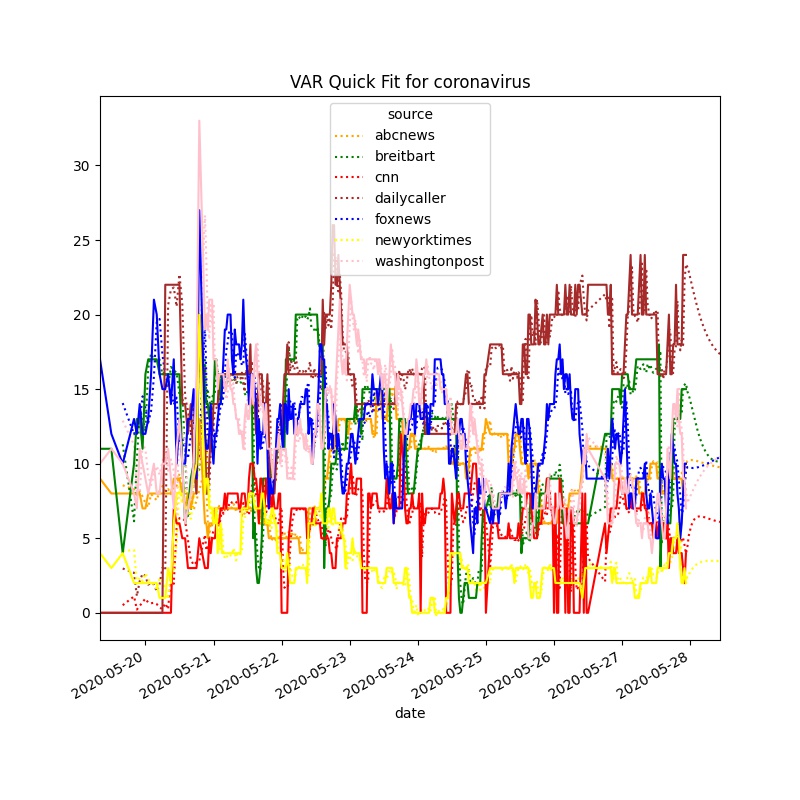 VAR Quick Fit for coronavirus
source
abcnews
breitbart
cnn
dailycaller
foxnews
newyorktimes
washingtonpost
30
25
20
15
10
5
0
2020-05-20
2020-05-21
2020-05-22
2020-05-23
2020-05-24
2020-05-25
2020-05-26
2020-05-27
2020-05-28
date